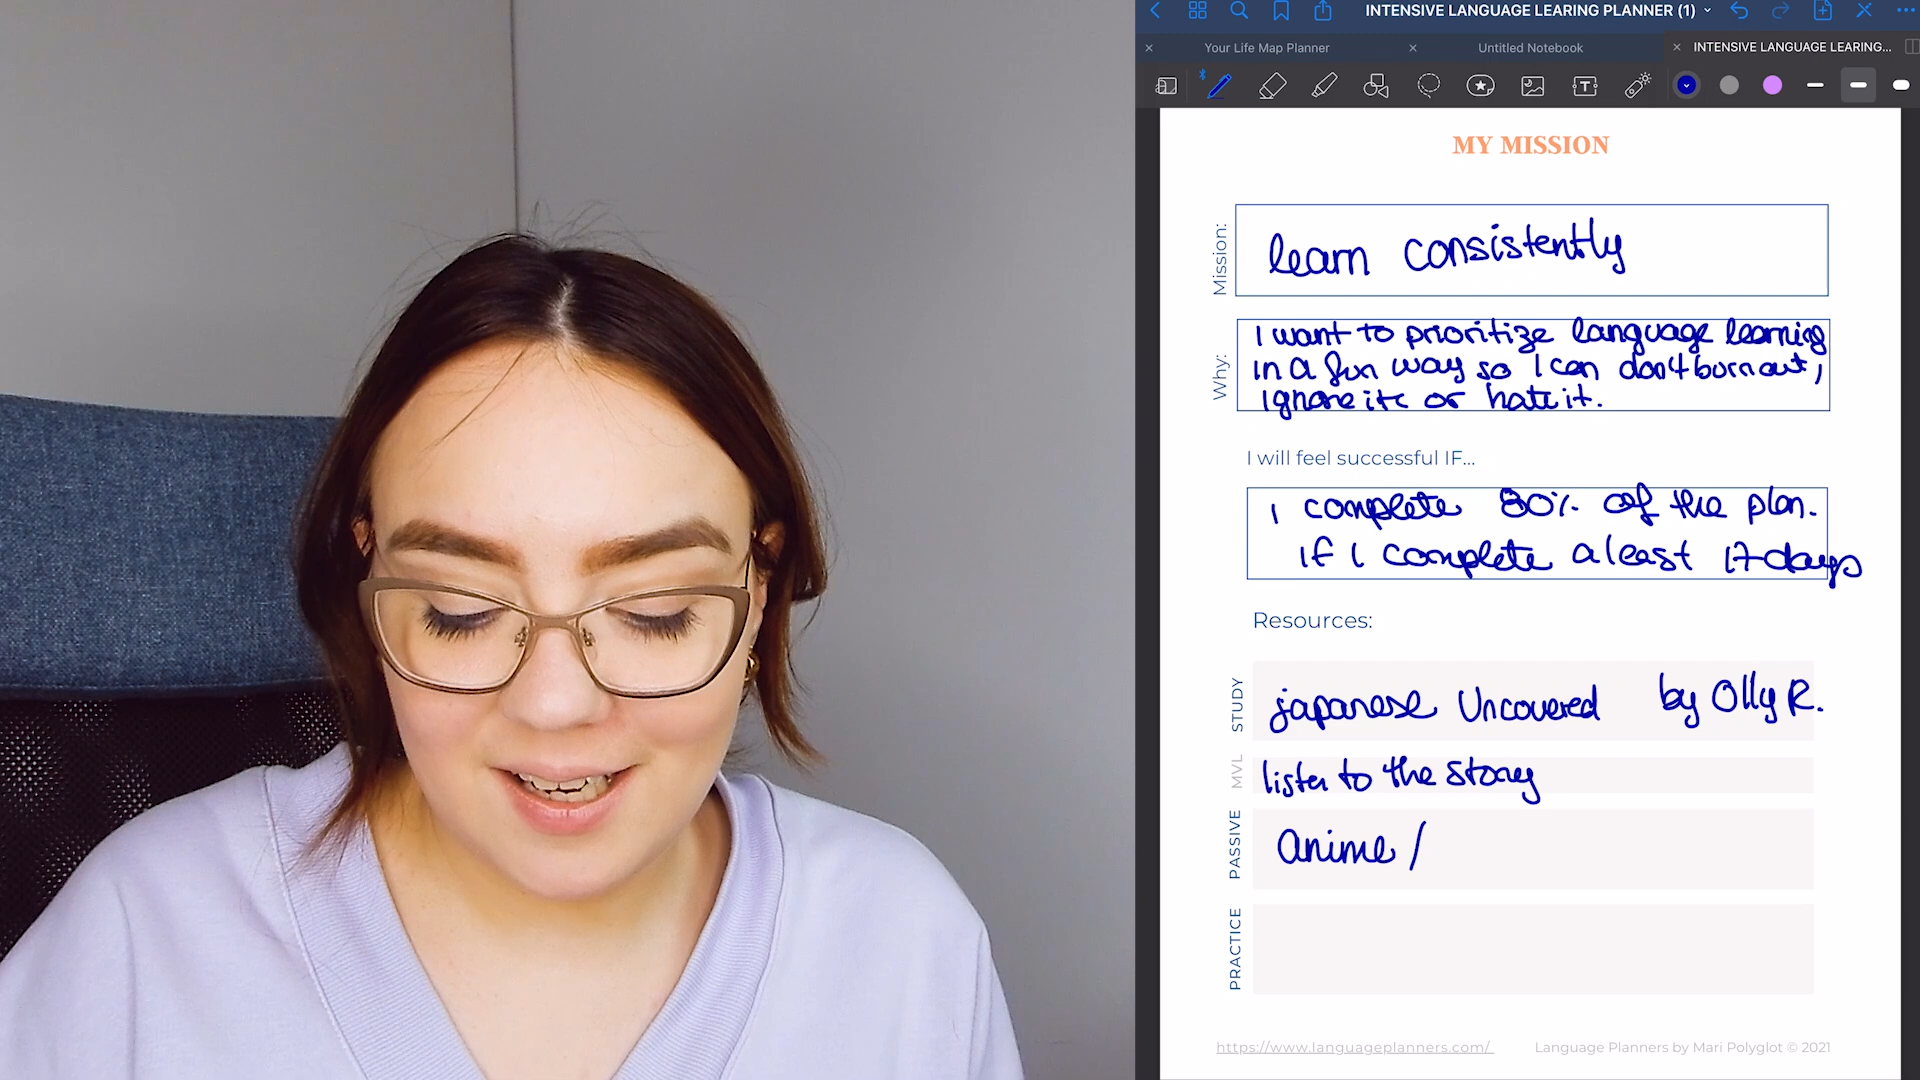 INTENSIVE LANGUAGE LEARING PLANNER (1)
Your Life Map Planner
Untitled Notebook
INTENSIVE LANGUAGE LEARING...
MY MISSION
Mission:
learn consistently
Why:
I want to prioritize language learning
in a fun way so I can don't burn out,
ignore it or hate it.
I will feel successful IF...
I complete 80% of the plan.
if I complete aleast 17 days
Resources:
STUDY
japanese Uncovered by Olly R.
MVL
listen to the story
PASSIVE
anime /
PRACTICE
https://www.languageplanners.com/
Language Planners by Mari Polyglot © 2021